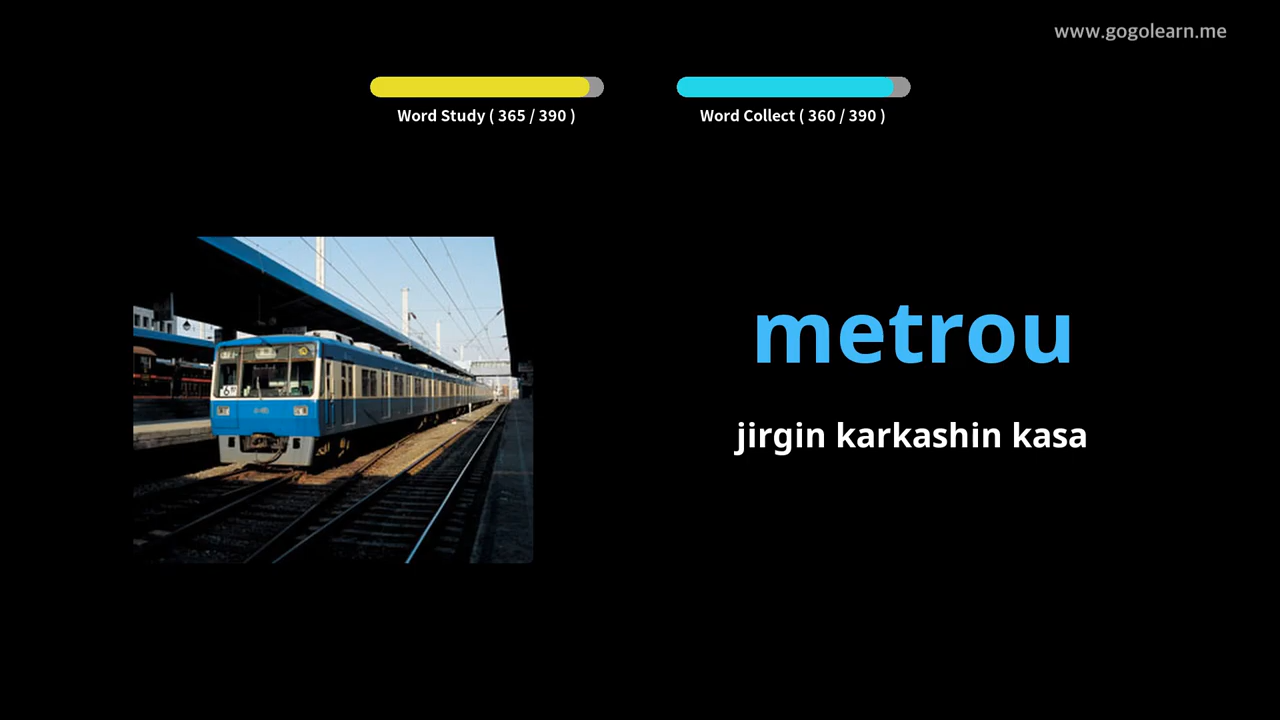 www.gogolearn.me
Word Study ( 365 / 390 )
Word Collect ( 360 / 390 )
metrou
jirgin karkashin kasa